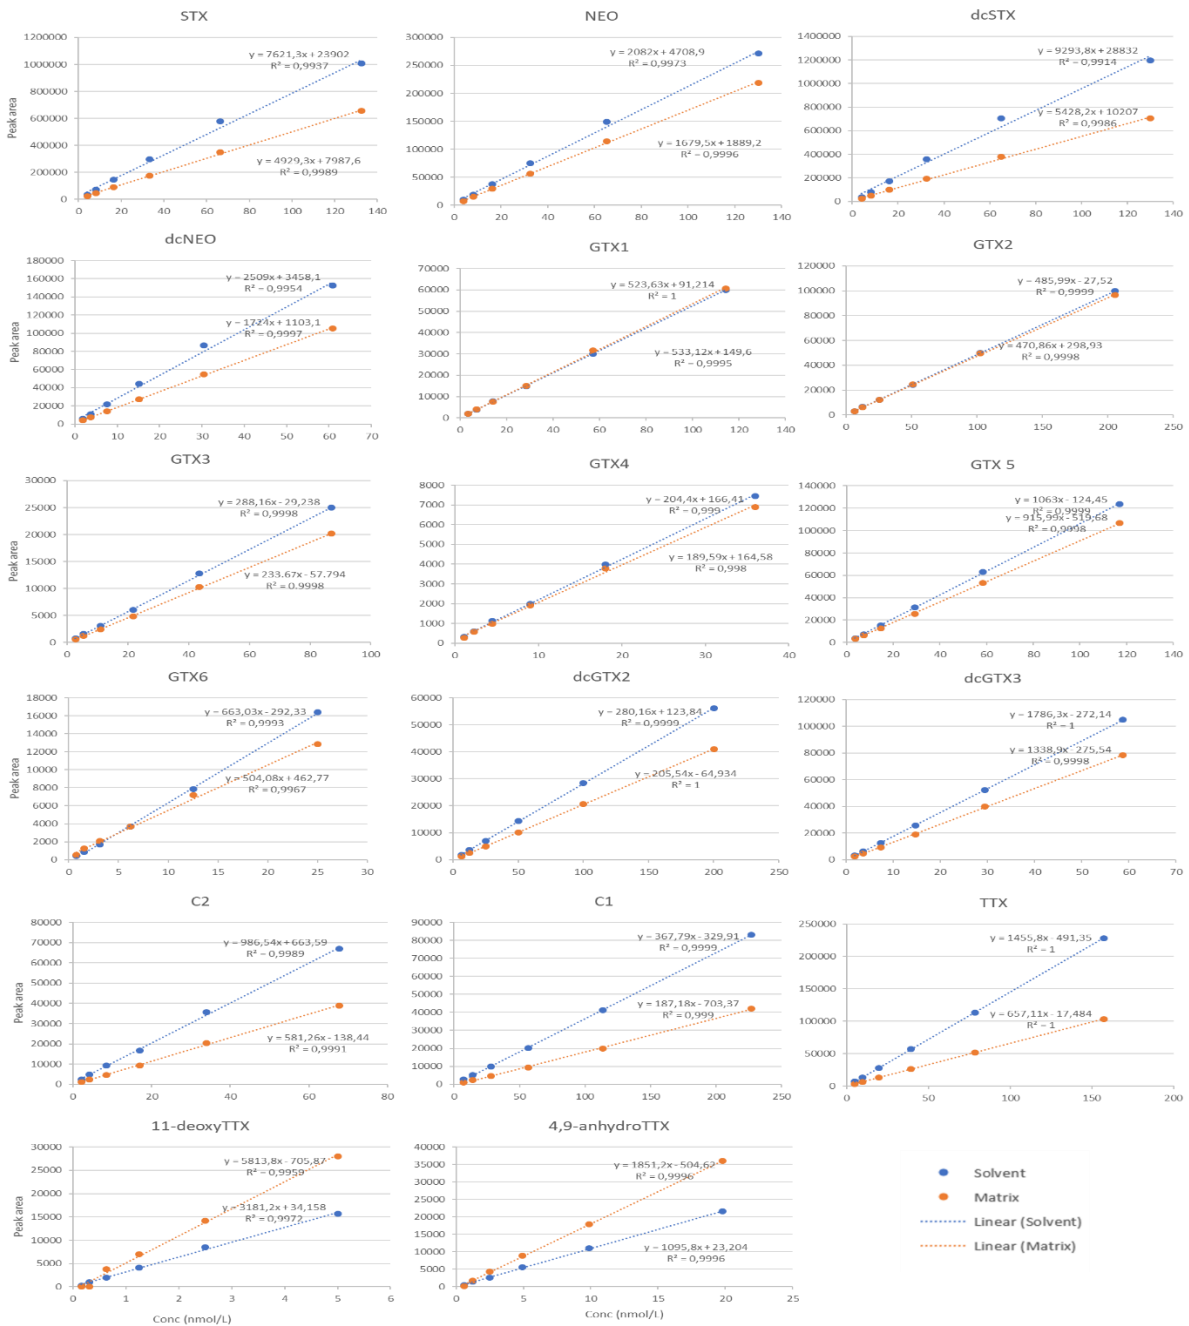 STX
NEO
dcSTX
Peak area
1200000
1000000
800000
600000
400000
200000
0
y = 7621,3x + 23902
R² = 0,9937
4929,3x + 7987,6
R² = 0,9989
0 20 40 60 80 100 120 140
300000
250000
200000
150000
100000
50000
0
y = 2082x + 4708,9
R² = 0,9973
y = 1679,5x + 1889,2
R² = 0,9996
0 20 40 60 80 100 120 140
1400000
1200000
1000000
800000
600000
400000
200000
0
y = 9293,8x + 28832
R² = 0,9914
y = 5428,2x + 10207
R² = 0,9986
0 20 40 60 80 100 120 140
dcNEO
GTX1
GTX2
Peak area
180000
160000
140000
120000
100000
80000
60000
40000
20000
0
y = 2509x + 3458,1
R² = 0,9954
y = 1724x + 1103,1
R² = 0,9997
0 10 20 30 40 50 60 70
70000
60000
50000
40000
30000
20000
10000
0
y = 523,63x + 91,214
R² = 1
y = 533,12x + 149,6
R² = 0,9995
0 20 40 60 80 100 120 140
120000
100000
80000
60000
40000
20000
0
y = 485,99x - 27,52
R² = 0,9999
y = 470,86x + 298,93
R² = 0,9998
0 50 100 150 200 250
GTX3
GTX4
GTX 5
Peak area
30000
25000
20000
15000
10000
5000
0
y = 288,16x - 29,238
R² = 0,9998
y = 233.67x - 57.794
R² = 0.9998
0 20 40 60 80 100
8000
7000
6000
5000
4000
3000
2000
1000
0
y = 204,4x + 166,41
R² = 0,999
y = 189,59x + 164,58
R² = 0,998
0 10 20 30 40
140000
120000
100000
80000
60000
40000
20000
0
y = 1063x - 124,45
R² = 0,9999
y = 915,99x - 519,68
R² = 0,9998
0 20 40 60 80 100 120 140
GTX6
dcGTX2
dcGTX3
Peak area
18000
16000
14000
12000
10000
8000
6000
4000
2000
0
y = 663,03x - 292,33
R² = 0,9993
y = 504,08x + 462,77
R² = 0,9967
0 5 10 15 20 25 30
60000
50000
40000
30000
20000
10000
0
y = 280,16x + 123,84
R² = 0,9999
y = 205,54x - 64,934
R² = 1
0 50 100 150 200 250
120000
100000
80000
60000
40000
20000
0
y = 1786,3x - 272,14
R² = 1
y = 1338,9x - 275,54
R² = 0,9998
0 10 20 30 40 50 60 70
C2
C1
TTX
Peak area
80000
70000
60000
50000
40000
30000
20000
10000
0
y = 986,54x + 663,59
R² = 0,9989
y = 581,26x - 138,44
R² = 0,9991
0 20 40 60 80
90000
80000
70000
60000
50000
40000
30000
20000
10000
0
y = 367,79x - 329,91
R² = 0,9999
y = 187,18x - 703,37
R² = 0,999
0 50 100 150 200 250
250000
200000
150000
100000
50000
0
y = 1455,8x - 491,35
R² = 1
y = 657,11x - 17,484
R² = 1
0 50 100 150 200
11-deoxyTTX
4,9-anhydroTTX
Peak area
30000
25000
20000
15000
10000
5000
0
y = 5813,8x - 705,87
R² = 0,9959
y = 3181,2x + 34,158
R² = 0,9972
0 1 2 3 4 5 6
Conc (nmol/L)
40000
35000
30000
25000
20000
15000
10000
5000
0
y = 1851,2x - 504,62
R² = 0,9996
y = 1095,8x + 23,204
R² = 0,9996
0 5 10 15 20 25
Conc (nmol/L)
Solvent
Matrix
Linear (Solvent)
Linear (Matrix)